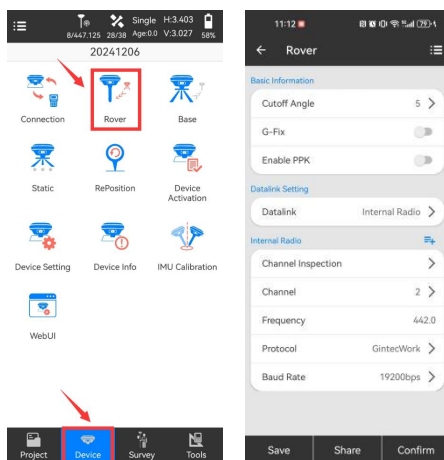 Single H:3.403
8/447.125 28/38 Age:0.0 V:3.027 58%
20241206
Connection Rover Base
Static RePosition Device Activation
Device Setting Device Info IMU Calibration
WebUI
Project Device Survey Tools
11:12
Rover
Basic Information
Cutoff Angle 5
G-Fix
Enable PPK
Datalink Setting
Datalink Internal Radio
Internal Radio
Channel Inspection
Channel 2
Frequency 442.0
Protocol GintecWork
Baud Rate 19200bps
Save Share Confirm